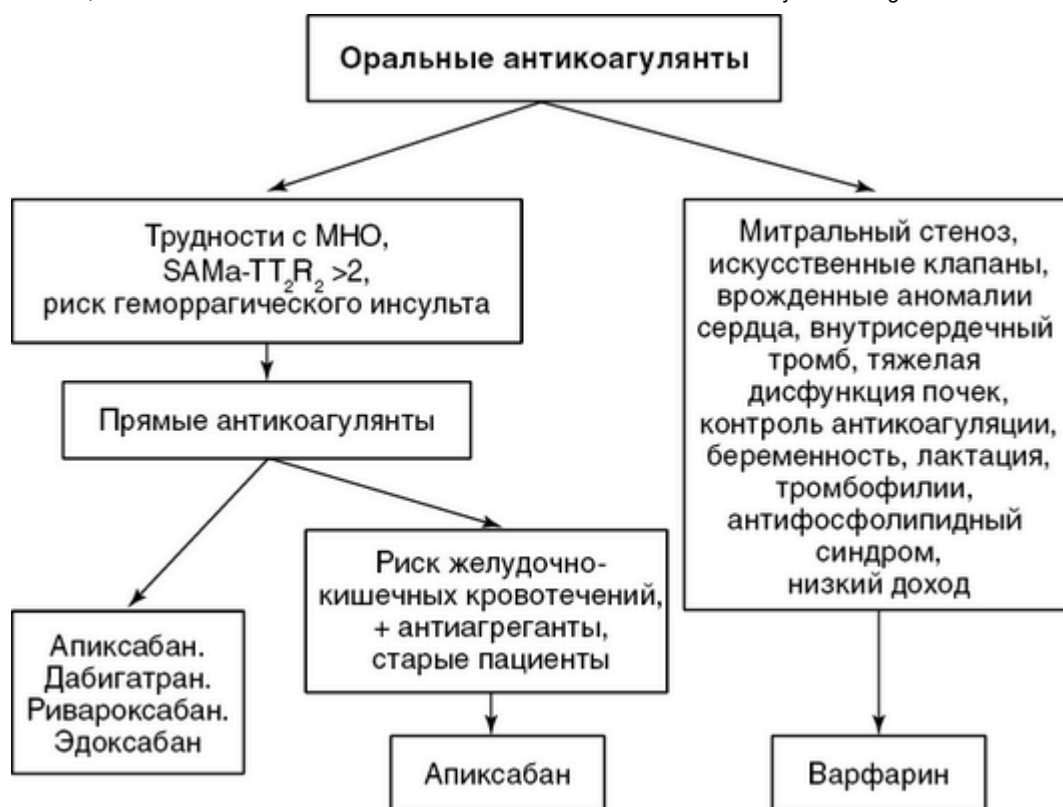 Оральные антикоагулянты
Трудности с МНО,
SAMa-TT₂R₂ >2,
риск геморрагического инсульта
Прямые антикоагулянты
Апиксабан.
Дабигатран.
Ривароксабан.
Эдоксабан
Риск желудочно-
кишечных кровотечений,
+ антиагреганты,
старые пациенты
Апиксабан
Митральный стеноз,
искусственные клапаны,
врожденные аномалии
сердца, внутрисердечный
тромб, тяжелая
дисфункция почек,
контроль антикоагуляции,
беременность, лактация,
тромбофилии,
антифосфолипидный
синдром,
низкий доход
Варфарин